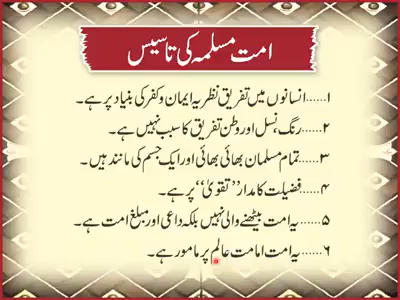 امت مسلمہ کی تاسیس
۱......انسانوں میں تفریق نظریہ ایمان و کفر کی بنیاد پر ہے۔
۲......رنگ، نسل اور وطن تفریق کا سبب نہیں ہے۔
۳......تمام مسلمان بھائی بھائی اور ایک جسم کی مانند ہیں۔
۴......فضیلت کا مدار ’’تقویٰ‘‘ پر ہے۔
۵......یہ امت بیٹھنے والی نہیں بلکہ داعی اور مبلغ امت ہے۔
۶......یہ امت امامت عالم پر مامور ہے۔